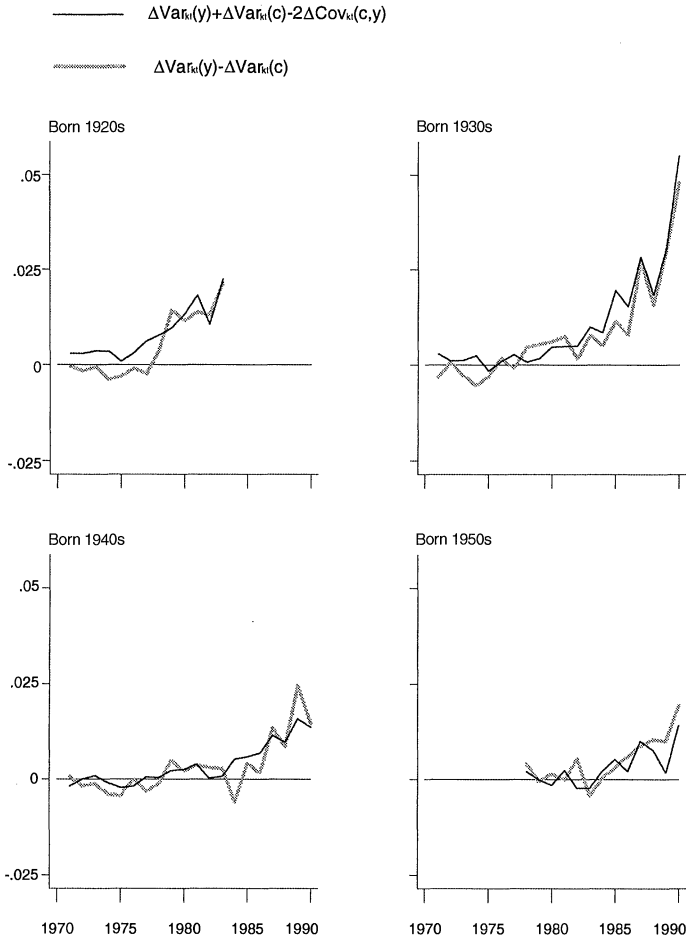 ΔVarkt(y)+ΔVarkt(c)-2ΔCovkt(c,y)
ΔVarkt(y)-ΔVarkt(c)
Born 1920s
Born 1930s
.05
.025
0
-.025
Born 1940s
Born 1950s
.05
.025
0
-.025
1970 1975 1980 1985 1990
1970 1975 1980 1985 1990